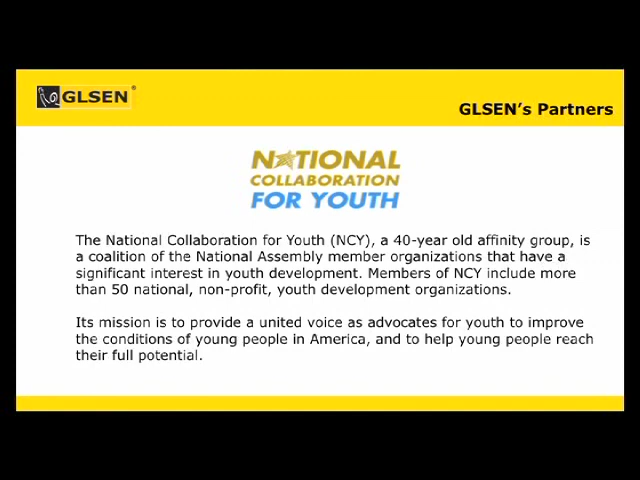 GLSEN®
GLSEN's Partners
NATIONAL
COLLABORATION
FOR YOUTH
The National Collaboration for Youth (NCY), a 40-year old affinity group, is
a coalition of the National Assembly member organizations that have a
significant interest in youth development. Members of NCY include more
than 50 national, non-profit, youth development organizations.
Its mission is to provide a united voice as advocates for youth to improve
the conditions of young people in America, and to help young people reach
their full potential.